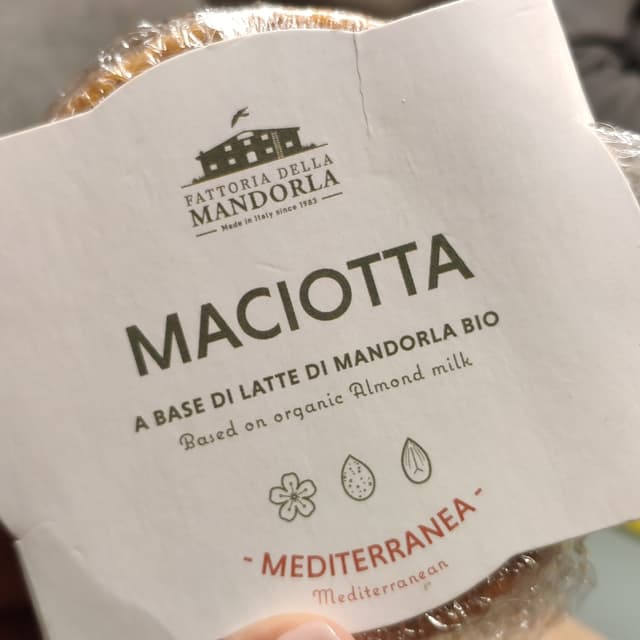 FATTORIA DELLA
MANDORLA
Made in Italy since 1983
MACIOTTA
A BASE DI LATTE DI MANDORLA BIO
Based on organic Almond milk
- MEDITERRANEA -
Mediterranean